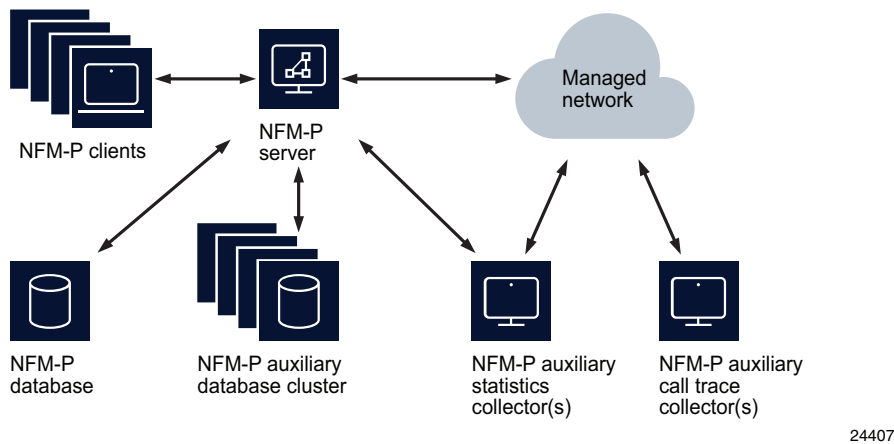 NFM-P clients
NFM-P
server
Managed
network
NFM-P
database
NFM-P auxiliary
database cluster
NFM-P auxiliary
statistics
collector(s)
NFM-P auxiliary
call trace
collector(s)
24407